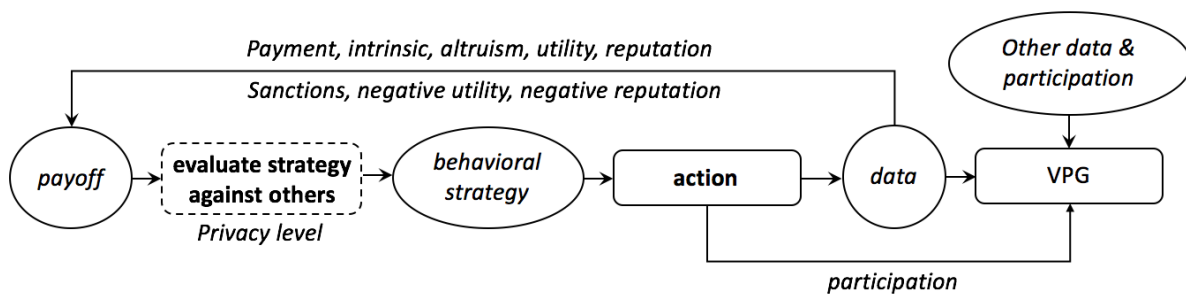 Payment, intrinsic, altruism, utility, reputation
Sanctions, negative utility, negative reputation
Other data &
participation
payoff
evaluate strategy
against others
Privacy level
behavioral
strategy
action
data
VPG
participation